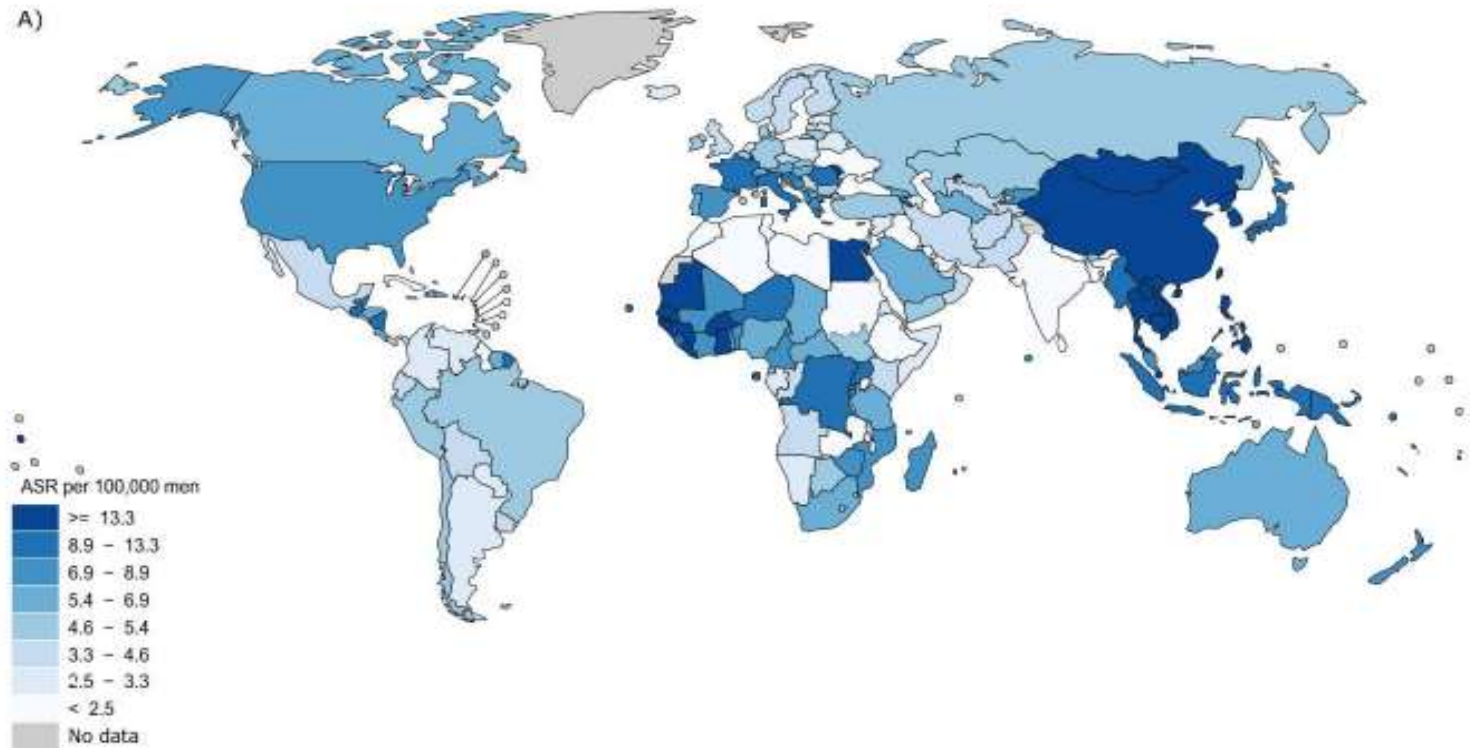 A)
ASR per 100,000 men
>= 13.3
8.9 – 13.3
6.9 – 8.9
5.4 – 6.9
4.6 – 5.4
3.3 – 4.6
2.5 – 3.3
< 2.5
No data